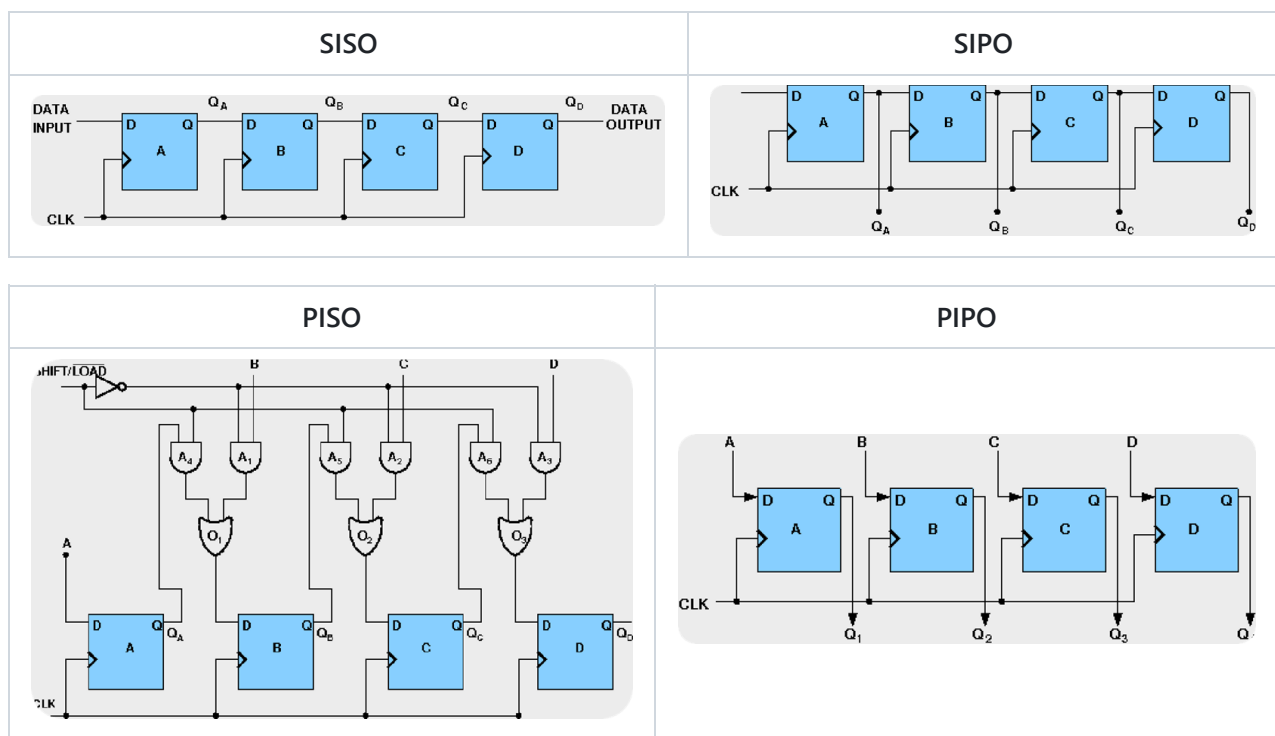 SISO
SIPO
DATA INPUT
QA QB QC QD
DATA OUTPUT
D Q D Q D Q D Q
A B C D
CLK
D Q D Q D Q D Q
A B C D
CLK
QA QB QC QD
PISO
PIPO
HIFT/LOAD
B C D
A4 A1 A5 A2 A6 A3
O1 O2 O3
A
D Q QA D Q QB D Q QC D Q QD
A B C D
CLK
A B C D
D Q D Q D Q D Q
A B C D
CLK
Q1 Q2 Q3 Q